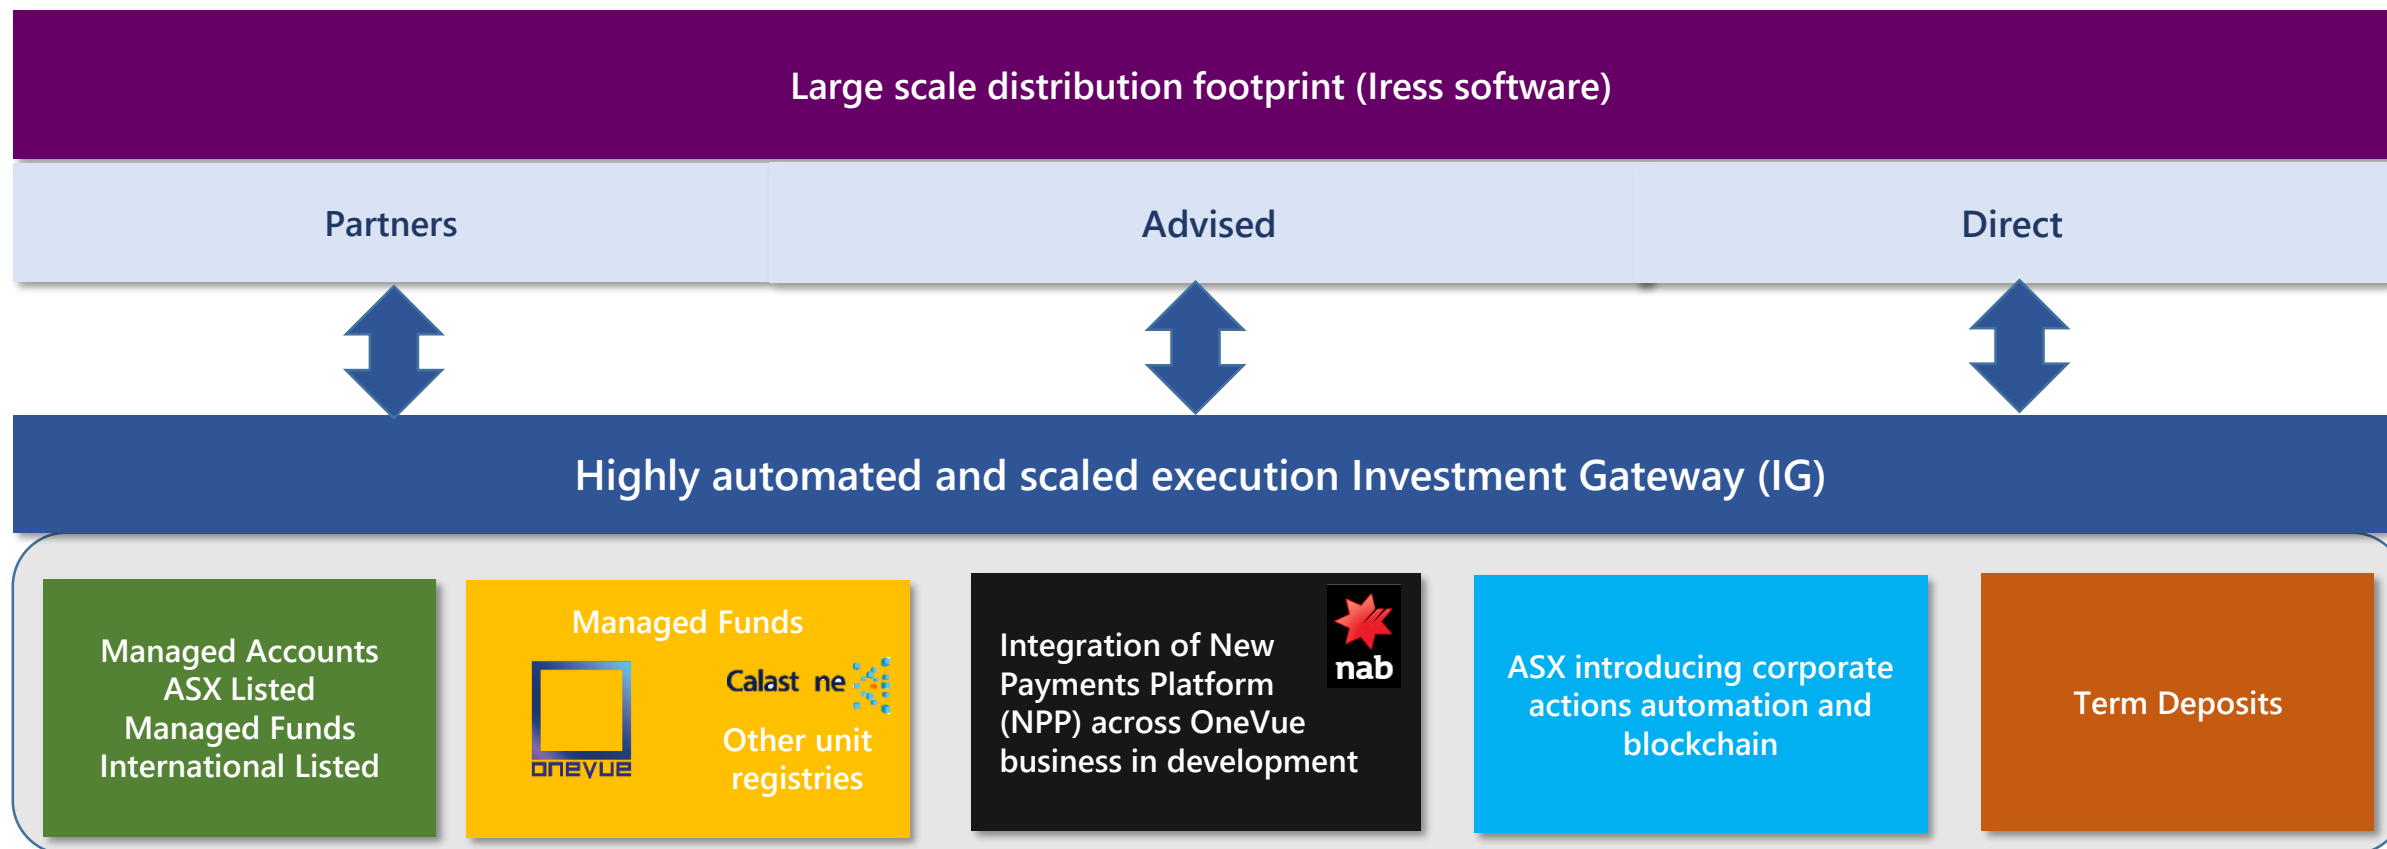 Large scale distribution footprint (Iress software)
Partners
Advised
Direct
Highly automated and scaled execution Investment Gateway (IG)
Managed Accounts
ASX Listed
Managed Funds
International Listed
Managed Funds
onevue
Calast ne
Other unit
registries
Integration of New
Payments Platform
(NPP) across OneVue
business in development
nab
ASX introducing corporate
actions automation and
blockchain
Term Deposits